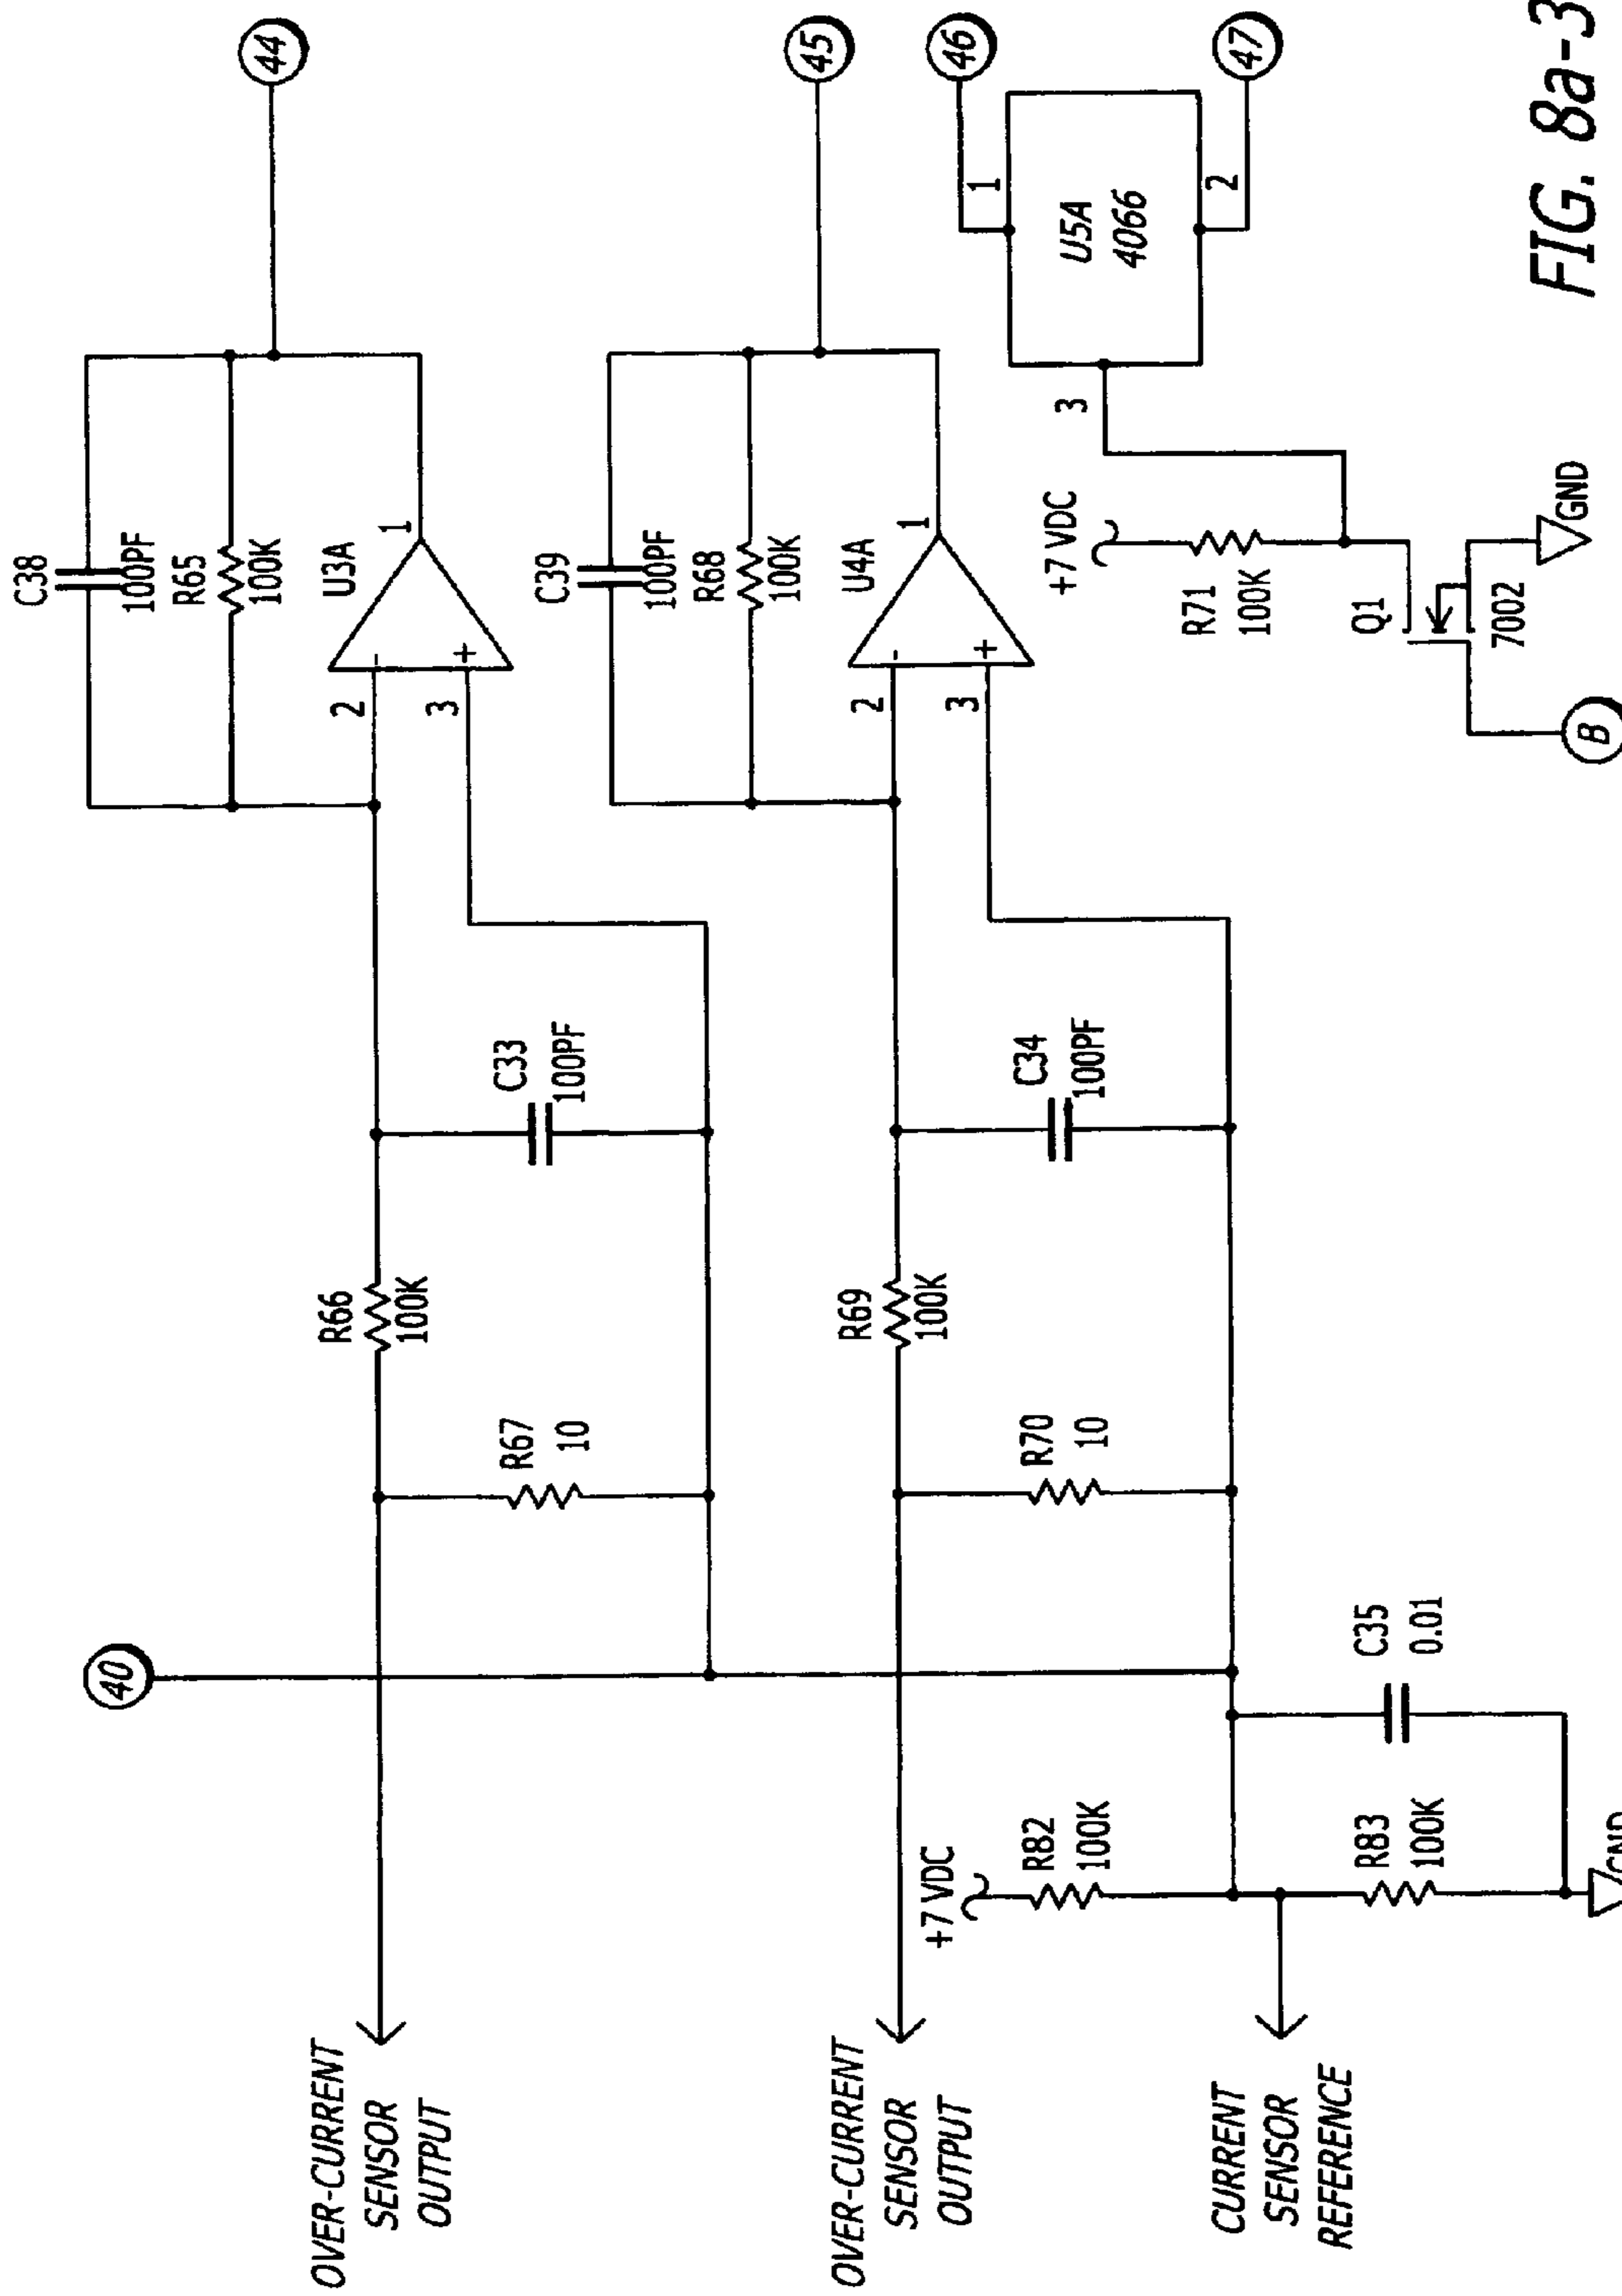 40
44
C38
100PF
R65
100K
U3A
2
-
3
+
1
OVER-CURRENT
SENSOR
OUTPUT
R66
100K
R67
10
C33
100PF
45
C39
100PF
R68
100K
U4A
2
-
3
+
1
OVER-CURRENT
SENSOR
OUTPUT
R69
100K
R70
10
C34
100PF
46
1
U5A
4066
2
47
3
+7 VDC
R71
100K
Q1
7002
GND
B
+7 VDC
R82
100K
C35
0.01
R83
100K
GND
CURRENT
SENSOR
REFERENCE
FIG. 8a-3